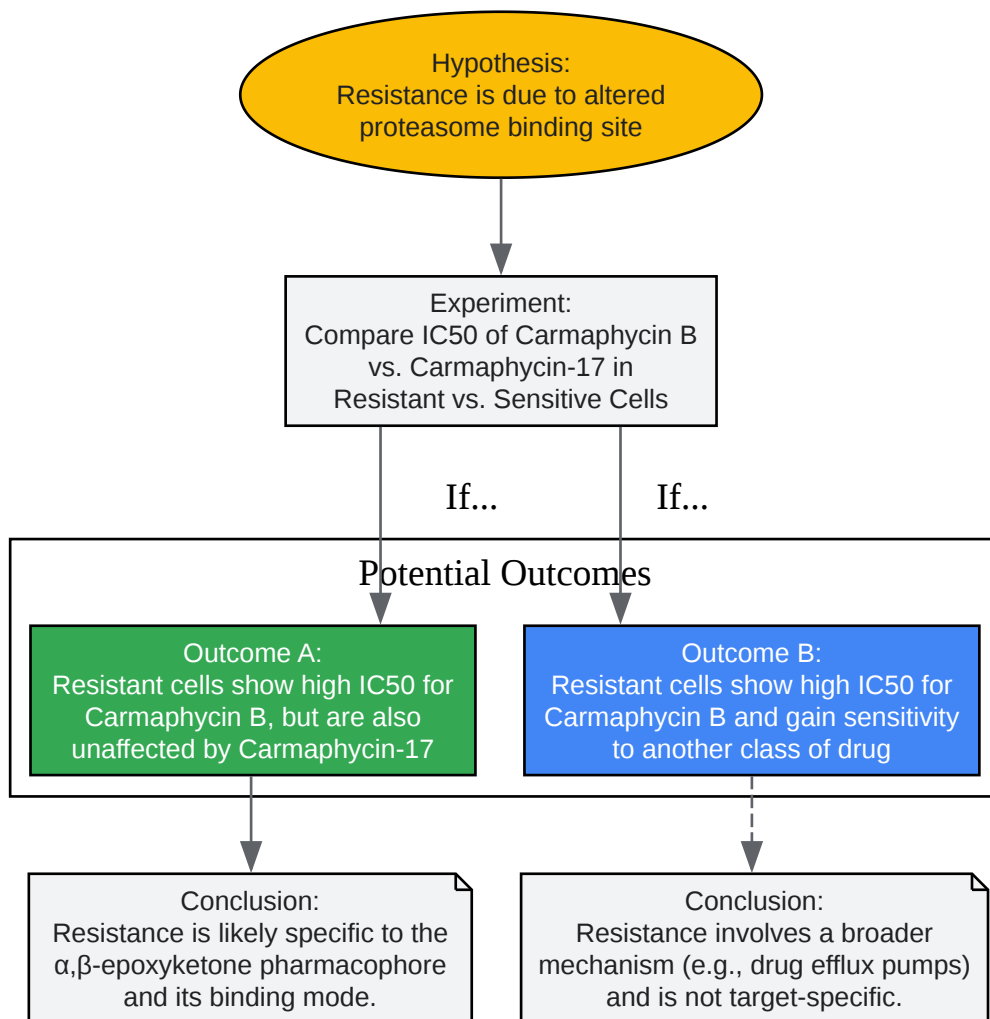 Hypothesis:
Resistance is due to altered
proteasome binding site
Experiment:
Compare IC50 of Carmaphycin B
vs. Carmaphycin-17 in
Resistant vs. Sensitive Cells
If...
If...
Potential Outcomes
Outcome A:
Resistant cells show high IC50 for
Carmaphycin B, but are also
unaffected by Carmaphycin-17
Outcome B:
Resistant cells show high IC50 for
Carmaphycin B and gain sensitivity
to another class of drug
Conclusion:
Resistance is likely specific to the
α,β-epoxyketone pharmacophore
and its binding mode.
Conclusion:
Resistance involves a broader
mechanism (e.g., drug efflux pumps)
and is not target-specific.